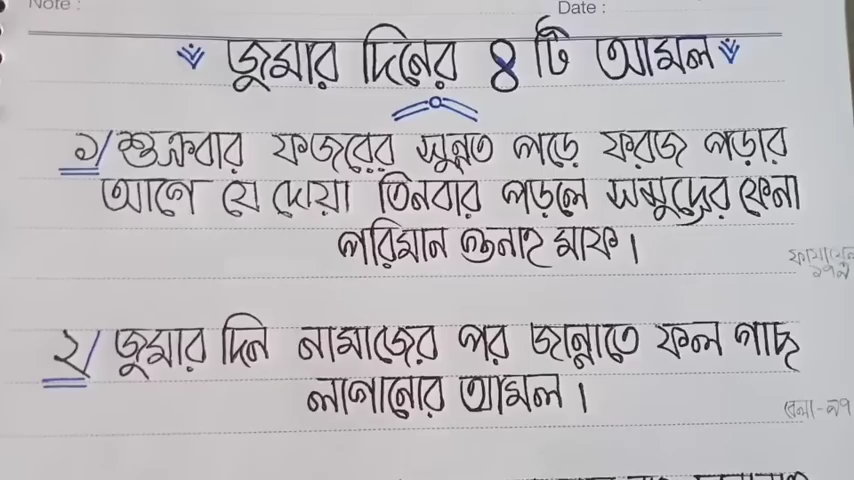 Note :
Date :
জুমার দিনের ৪ টি আমল
১/ শুক্রবার ফজরের সুন্নত পড়ে ফরজ পড়ার
আগে যে দোয়া তিনবার পড়লে সমুদ্রের ফেনা
পরিমান গুনাহ মাফ।
২/ জুমার দিন নামাজের পর জান্নাতে ফল গাছ
লাগানোর আমল।